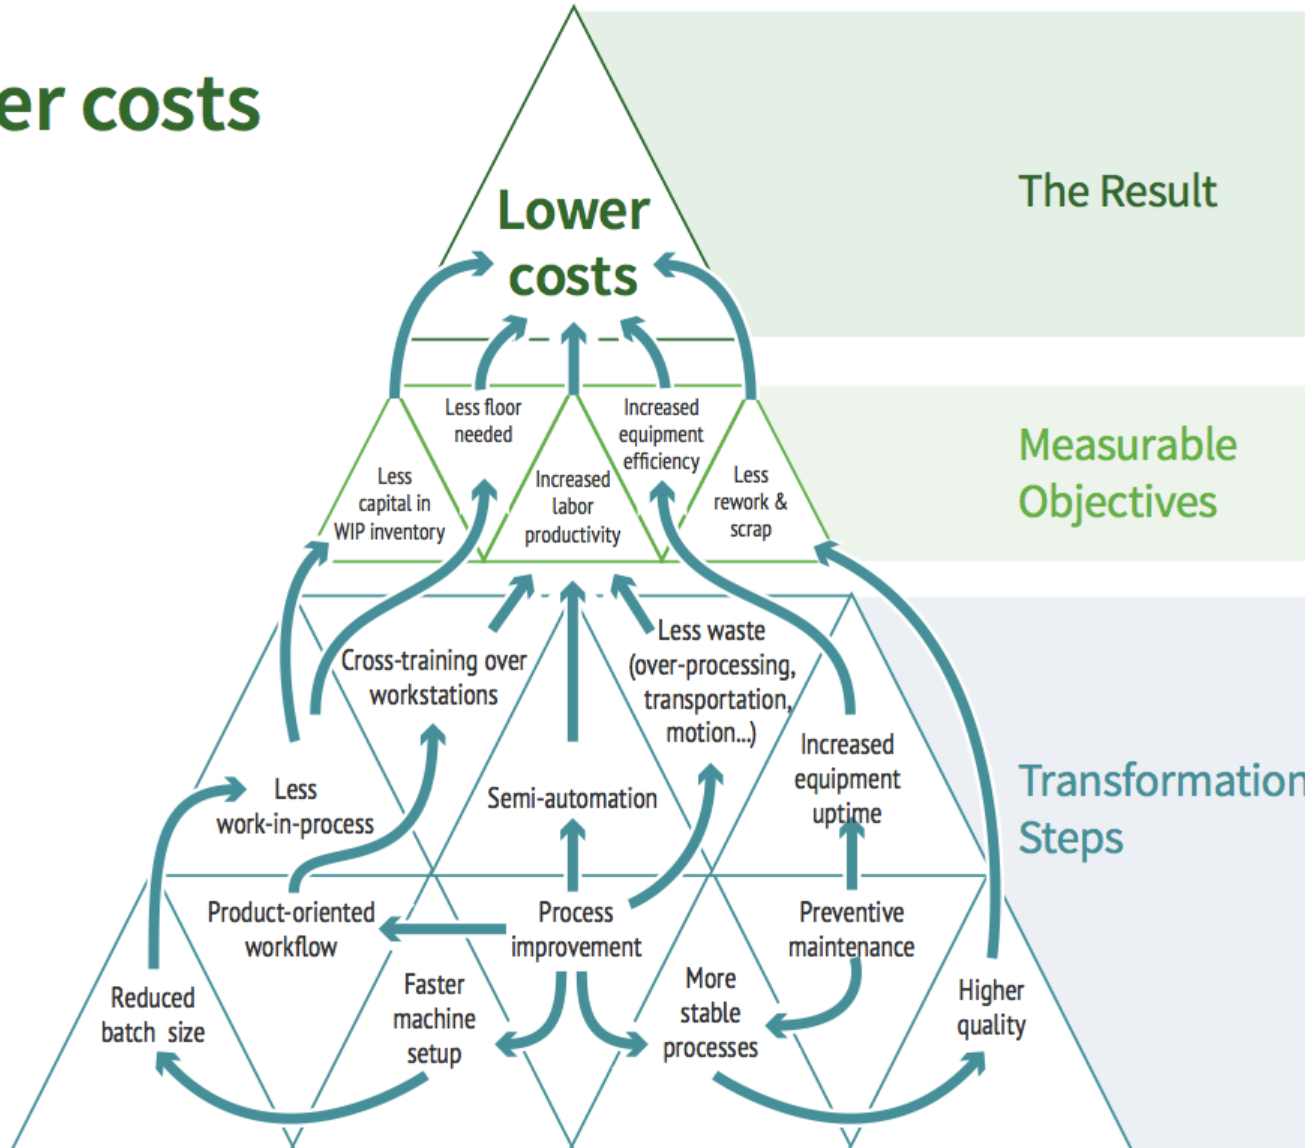 er costs
Lower
costs
The Result
Less floor
needed
Increased
equipment
efficiency
Less
capital in
WIP inventory
Increased
labor
productivity
Less
rework &
scrap
Measurable
Objectives
Cross-training over
workstations
Less waste
(over-processing,
transportation,
motion...)
Less
work-in-process
Semi-automation
Increased
equipment
uptime
Transformation
Steps
Product-oriented
workflow
Process
improvement
Preventive
maintenance
Reduced
batch size
Faster
machine
setup
More
stable
processes
Higher
quality